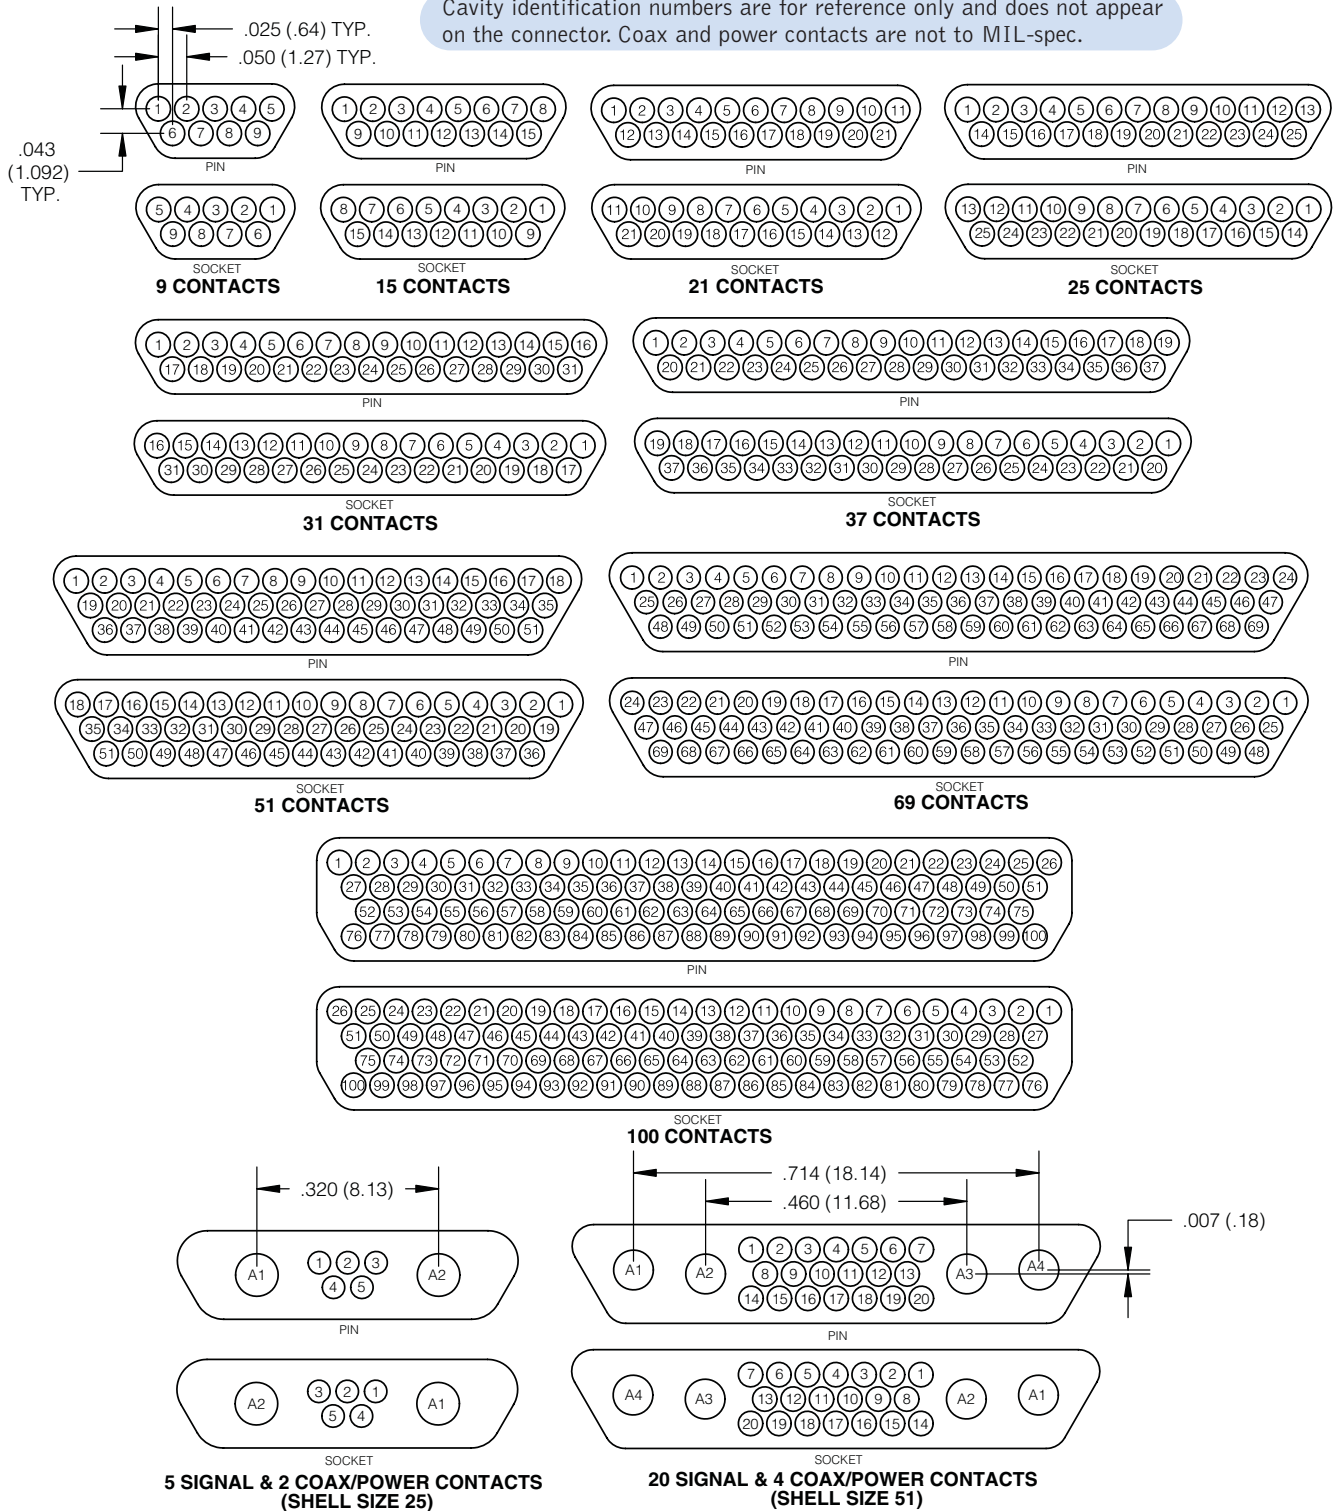 Cavity identification numbers are for reference only and does not appear
on the connector. Coax and power contacts are not to MIL-spec.
.025 (.64) TYP.
.050 (1.27) TYP.
.043
(1.092)
TYP.
1 2 3 4 5
6 7 8 9
PIN
1 2 3 4 5 6 7 8
9 10 11 12 13 14 15
PIN
1 2 3 4 5 6 7 8 9 10 11
12 13 14 15 16 17 18 19 20 21
PIN
1 2 3 4 5 6 7 8 9 10 11 12 13
14 15 16 17 18 19 20 21 22 23 24 25
PIN
5 4 3 2 1
9 8 7 6
SOCKET
9 CONTACTS
8 7 6 5 4 3 2 1
15 14 13 12 11 10 9
SOCKET
15 CONTACTS
11 10 9 8 7 6 5 4 3 2 1
21 20 19 18 17 16 15 14 13 12
SOCKET
21 CONTACTS
13 12 11 10 9 8 7 6 5 4 3 2 1
25 24 23 22 21 20 19 18 17 16 15 14
SOCKET
25 CONTACTS
1 2 3 4 5 6 7 8 9 10 11 12 13 14 15 16
17 18 19 20 21 22 23 24 25 26 27 28 29 30 31
PIN
1 2 3 4 5 6 7 8 9 10 11 12 13 14 15 16 17 18 19
20 21 22 23 24 25 26 27 28 29 30 31 32 33 34 35 36 37
PIN
16 15 14 13 12 11 10 9 8 7 6 5 4 3 2 1
31 30 29 28 27 26 25 24 23 22 21 20 19 18 17
SOCKET
31 CONTACTS
19 18 17 16 15 14 13 12 11 10 9 8 7 6 5 4 3 2 1
37 36 35 34 33 32 31 30 29 28 27 26 25 24 23 22 21 20
SOCKET
37 CONTACTS
1 2 3 4 5 6 7 8 9 10 11 12 13 14 15 16 17 18
19 20 21 22 23 24 25 26 27 28 29 30 31 32 33 34 35
36 37 38 39 40 41 42 43 44 45 46 47 48 49 50 51
PIN
1 2 3 4 5 6 7 8 9 10 11 12 13 14 15 16 17 18 19 20 21 22 23 24
25 26 27 28 29 30 31 32 33 34 35 36 37 38 39 40 41 42 43 44 45 46 47
48 49 50 51 52 53 54 55 56 57 58 59 60 61 62 63 64 65 66 67 68 69
PIN
18 17 16 15 14 13 12 11 10 9 8 7 6 5 4 3 2 1
35 34 33 32 31 30 29 28 27 26 25 24 23 22 21 20 19
51 50 49 48 47 46 45 44 43 42 41 40 39 38 37 36
SOCKET
51 CONTACTS
24 23 22 21 20 19 18 17 16 15 14 13 12 11 10 9 8 7 6 5 4 3 2 1
47 46 45 44 43 42 41 40 39 38 37 36 35 34 33 32 31 30 29 28 27 26 25
69 68 67 66 65 64 63 62 61 60 59 58 57 56 55 54 53 52 51 50 49 48
SOCKET
69 CONTACTS
1 2 3 4 5 6 7 8 9 10 11 12 13 14 15 16 17 18 19 20 21 22 23 24 25 26
27 28 29 30 31 32 33 34 35 36 37 38 39 40 41 42 43 44 45 46 47 48 49 50 51
52 53 54 55 56 57 58 59 60 61 62 63 64 65 66 67 68 69 70 71 72 73 74 75
76 77 78 79 80 81 82 83 84 85 86 87 88 89 90 91 92 93 94 95 96 97 98 99 100
PIN
26 25 24 23 22 21 20 19 18 17 16 15 14 13 12 11 10 9 8 7 6 5 4 3 2 1
51 50 49 48 47 46 45 44 43 42 41 40 39 38 37 36 35 34 33 32 31 30 29 28 27
75 74 73 72 71 70 69 68 67 66 65 64 63 62 61 60 59 58 57 56 55 54 53 52
100 99 98 97 96 95 94 93 92 91 90 89 88 87 86 85 84 83 82 81 80 79 78 77 76
SOCKET
100 CONTACTS
.320 (8.13)
A1 1 2 3 A2
4 5
PIN
.714 (18.14)
.460 (11.68)
.007 (.18)
A1 A2 1 2 3 4 5 6 7 A3 A4
8 9 10 11 12 13
14 15 16 17 18 19 20
PIN
A2 3 2 1 A1
5 4
SOCKET
5 SIGNAL & 2 COAX/POWER CONTACTS
(SHELL SIZE 25)
A4 A3 7 6 5 4 3 2 1 A2 A1
13 12 11 10 9 8
20 19 18 17 16 15 14
SOCKET
20 SIGNAL & 4 COAX/POWER CONTACTS
(SHELL SIZE 51)